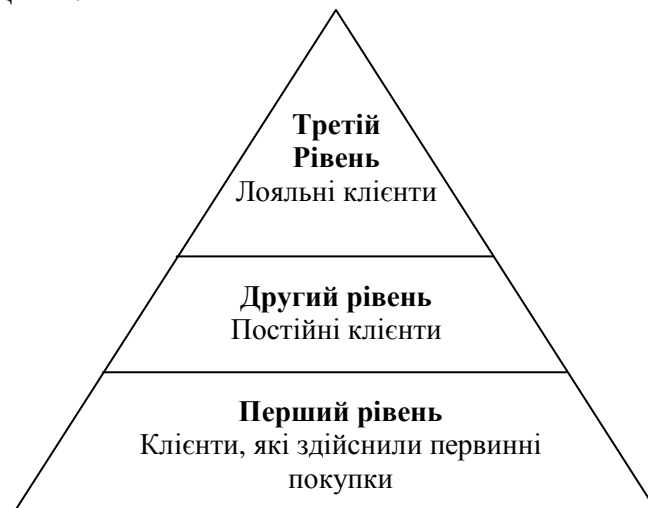 Третій
Рівень
Лояльні клієнти
Другий рівень
Постійні клієнти
Перший рівень
Клієнти, які здійснили первинні
покупки